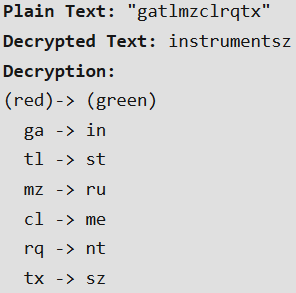 Plain Text: "gatlmzclrqtx"
Decrypted Text: instrumentsz
Decryption:
(red)-> (green)
ga -> in
tl -> st
mz -> ru
cl -> me
rq -> nt
tx -> sz